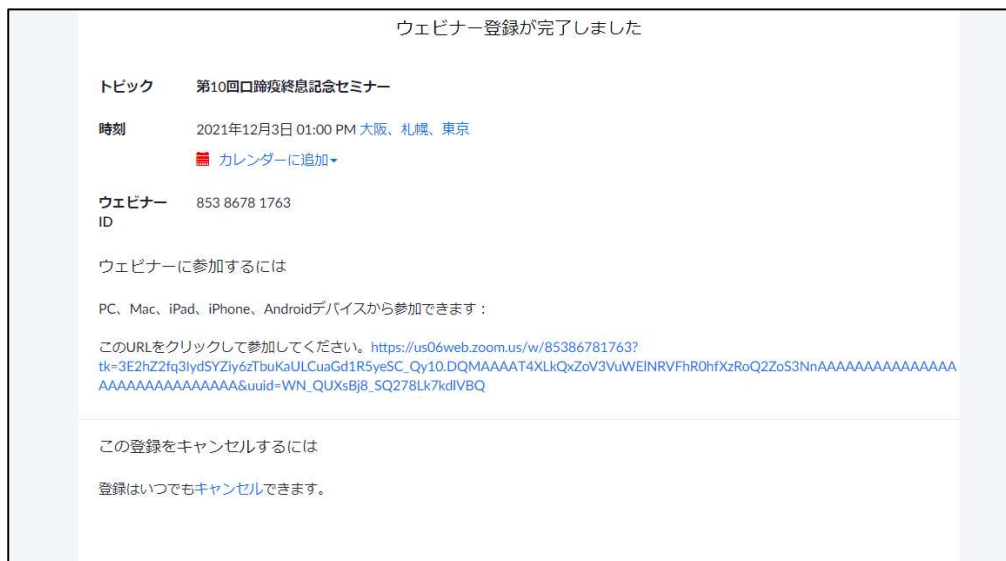 ウェビナー登録が完了しました
トピック 第10回口蹄疫終息記念セミナー
時刻 2021年12月3日 01:00 PM 大阪、札幌、東京
カレンダーに追加
ウェビナー 853 8678 1763
ID
ウェビナーに参加するには
PC、Mac、iPad、iPhone、Androidデバイスから参加できます：
このURLをクリックして参加してください。https://us06web.zoom.us/w/85386781763?
tk=3E2hZ2fq3lydSYZiy6zTbuKaULCuaGd1R5yeSC_Qy10.DQMAAAAT4XLkQxZoV3VuWElNRVFhR0hfXzRoQ2ZoS3NnAAAAAAAAAAAAAAA
AAAAAAAAAAAAAAA&uuid=WN_QUXsBj8_SQ278Lk7kdlVBQ
この登録をキャンセルするには
登録はいつでもキャンセルできます。